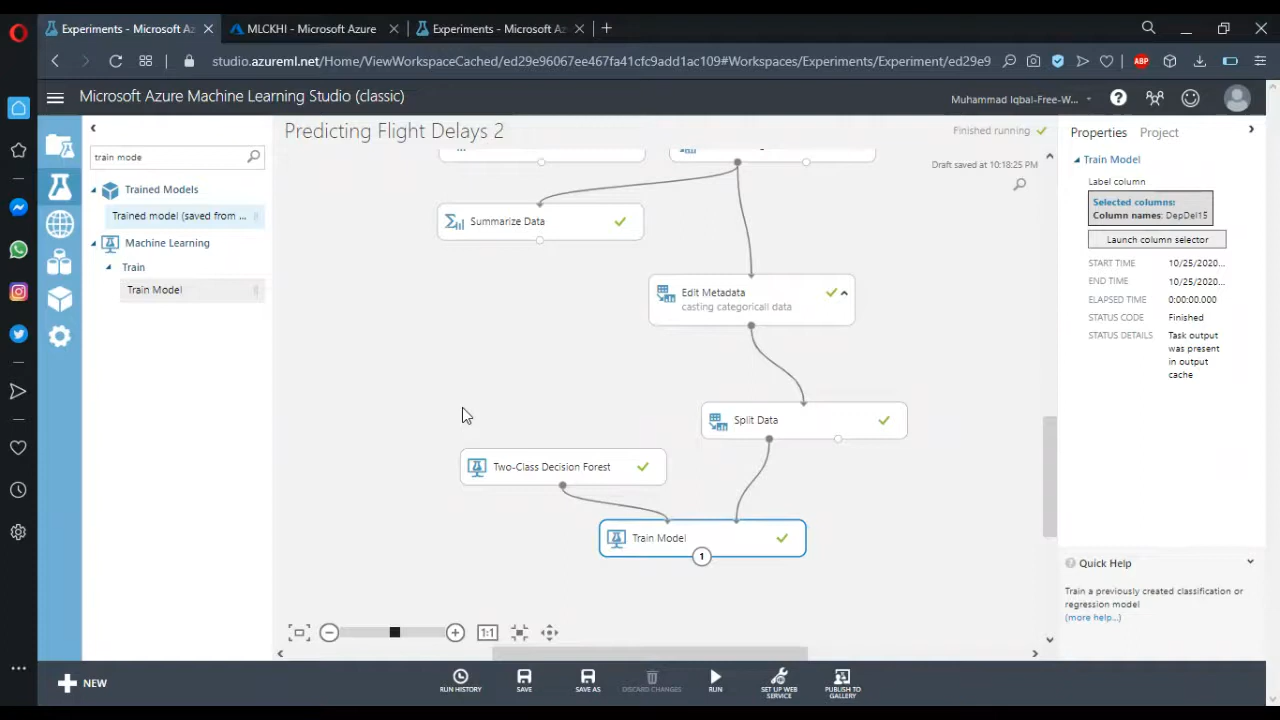 Experiments - Microsoft Az
MLCKHI - Microsoft Azure
Experiments - Microsoft Az
studio.azureml.net/Home/ViewWorkspaceCached/ed29e96067ee467fa41cfc9add1ac109#Workspaces/Experiments/Experiment/ed29e9
ABP
Microsoft Azure Machine Learning Studio (classic)
Muhammad Iqbal-Free-W...
Predicting Flight Delays 2
Finished running
Draft saved at 10:18:25 PM
Properties
Project
train mode
Trained Models
Trained model (saved from ...
Machine Learning
Train
Train Model
Summarize Data
Edit Metadata
casting categoricall data
Split Data
Two-Class Decision Forest
Train Model
1
Train Model
Label column
Selected columns:
Column names: DepDel15
Launch column selector
START TIME 10/25/2020...
END TIME 10/25/2020...
ELAPSED TIME 0:00:00.000
STATUS CODE Finished
STATUS DETAILS Task output
was present
in output
cache
Quick Help
Train a previously created classification or
regression model
(more help...)
1:1
NEW
RUN HISTORY
SAVE
SAVE AS
DISCARD CHANGES
RUN
SET UP WEB
SERVICE
PUBLISH TO
GALLERY